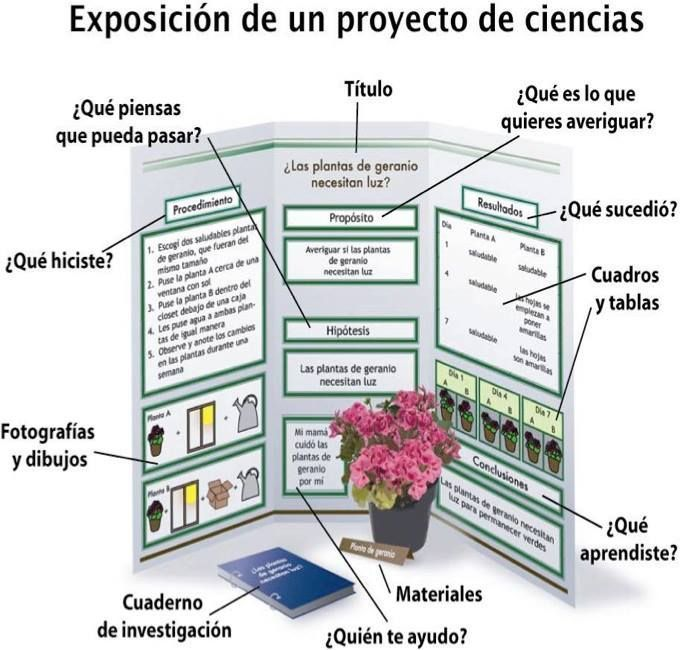 Exposición de un proyecto de ciencias
Título
¿Qué piensas
que pueda pasar?
¿Qué es lo que
quieres averiguar?
¿Qué hiciste?
Procedimiento
1. Escogí dos saludables plantas
de geranio, que fueran del
mismo tamaño
2. Puse la planta A cerca de una
ventana con sol
3. Puse la planta B dentro del
closet debajo de una caja
4. Les puse agua a ambas plan-
tas de igual manera
5. Observe y anote los cambios
en las plantas durante una
semana
Planta A
Planta B
Fotografías
y dibujos
¿Las plantas de geranio
necesitan luz?
Propósito
Averiguar si las plantas
de geranio
necesitan luz
Hipótesis
Las plantas de geranio
necesitan luz
Mi mamá
cuidó las
plantas de
geranio
por mí
Resultados
Día Planta A Planta B
1 saludable saludable
4 saludable las hojas se
empiezan a
poner
amarillas
7 saludable las hojas
son amarillas
Día 1 Día 4 Día 7
A B A B A B
Conclusiones
Las plantas de geranio necesitan
luz para permanecer verdes
¿Qué sucedió?
Cuadros
y tablas
¿Qué
aprendiste?
Planta de geranio
Materiales
¿Las plantas
de geranio
necesitan luz?
Cuaderno
de investigación
¿Quién te ayudo?